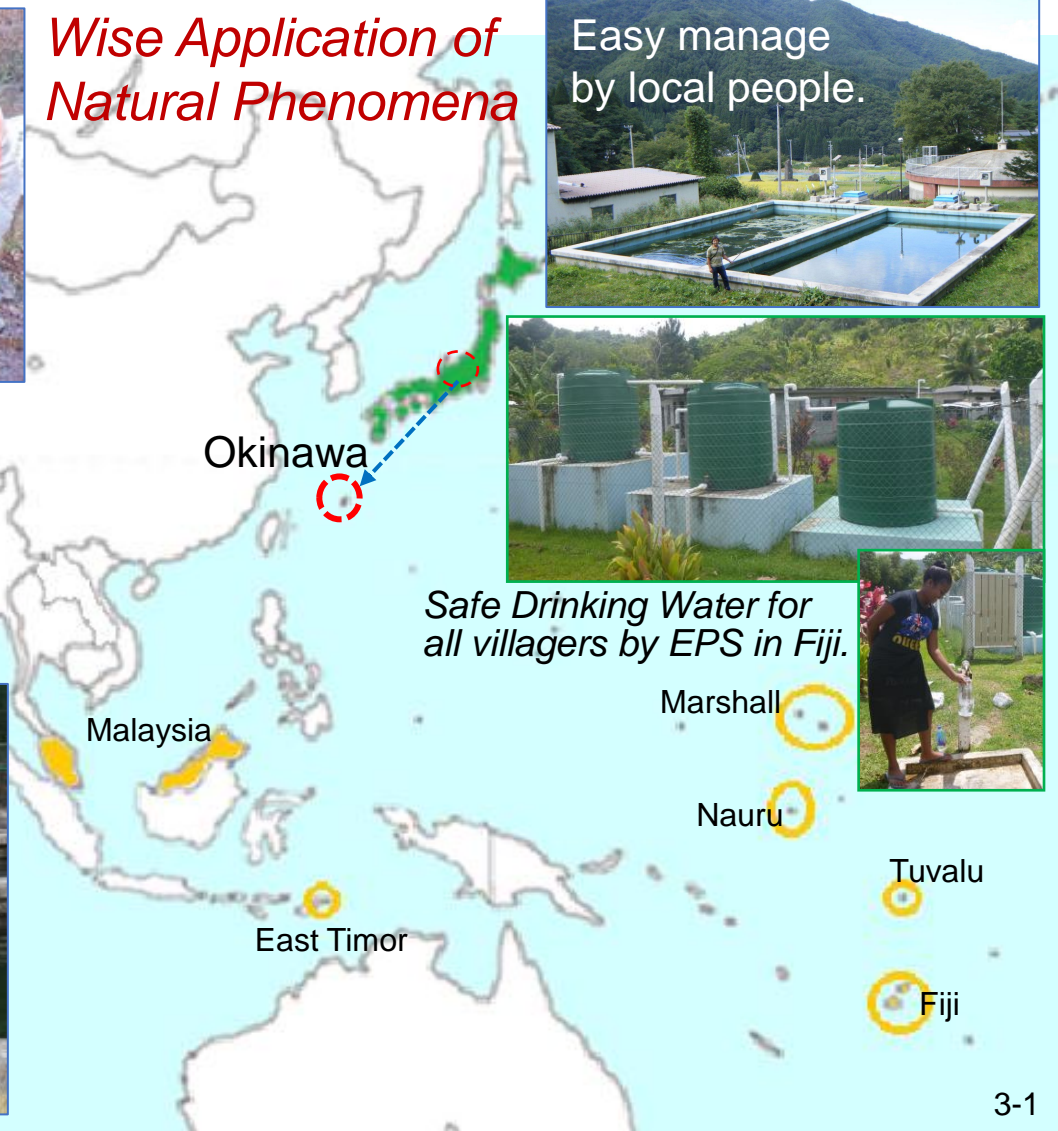 Wise Application of
Natural Phenomena
Easy manage
by local people.
Okinawa
Safe Drinking Water for
all villagers by EPS in Fiji.
Marshall
Malaysia
Nauru
Tuvalu
East Timor
Fiji
3-1